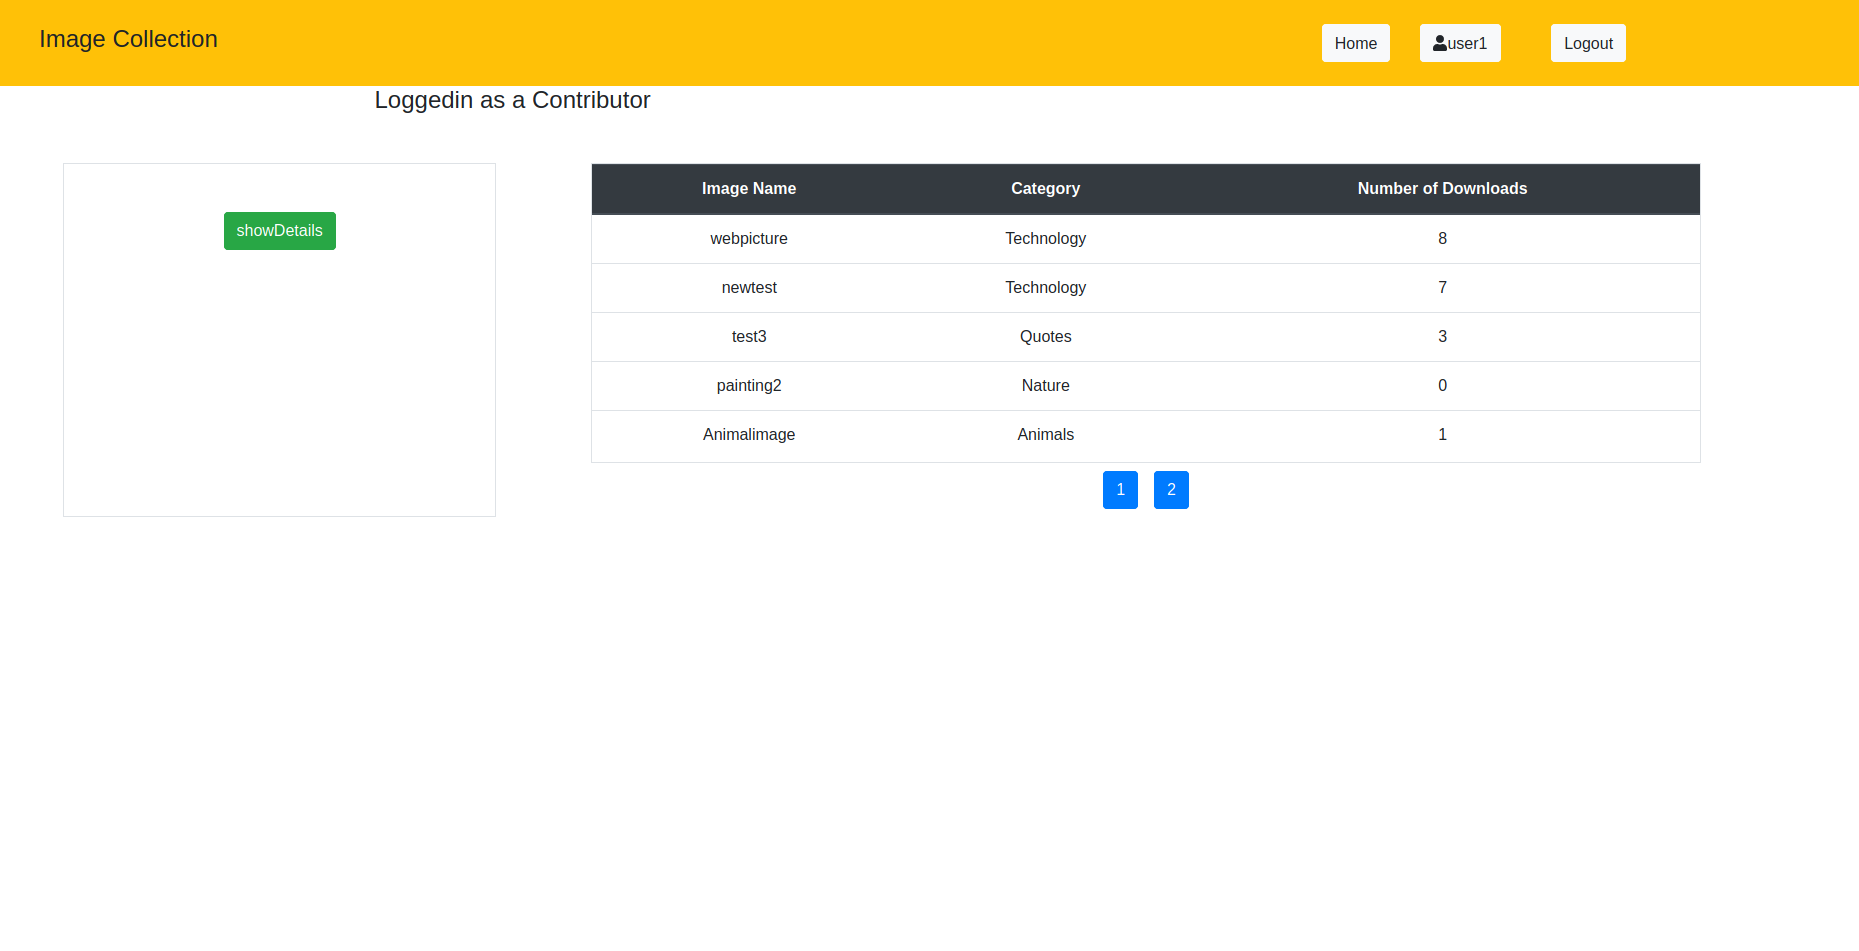 Image Collection
Home
user1
Logout
Loggedin as a Contributor
showDetails
Image Name Category Number of Downloads
webpicture Technology 8
newtest Technology 7
test3 Quotes 3
painting2 Nature 0
Animalimage Animals 1
1 2